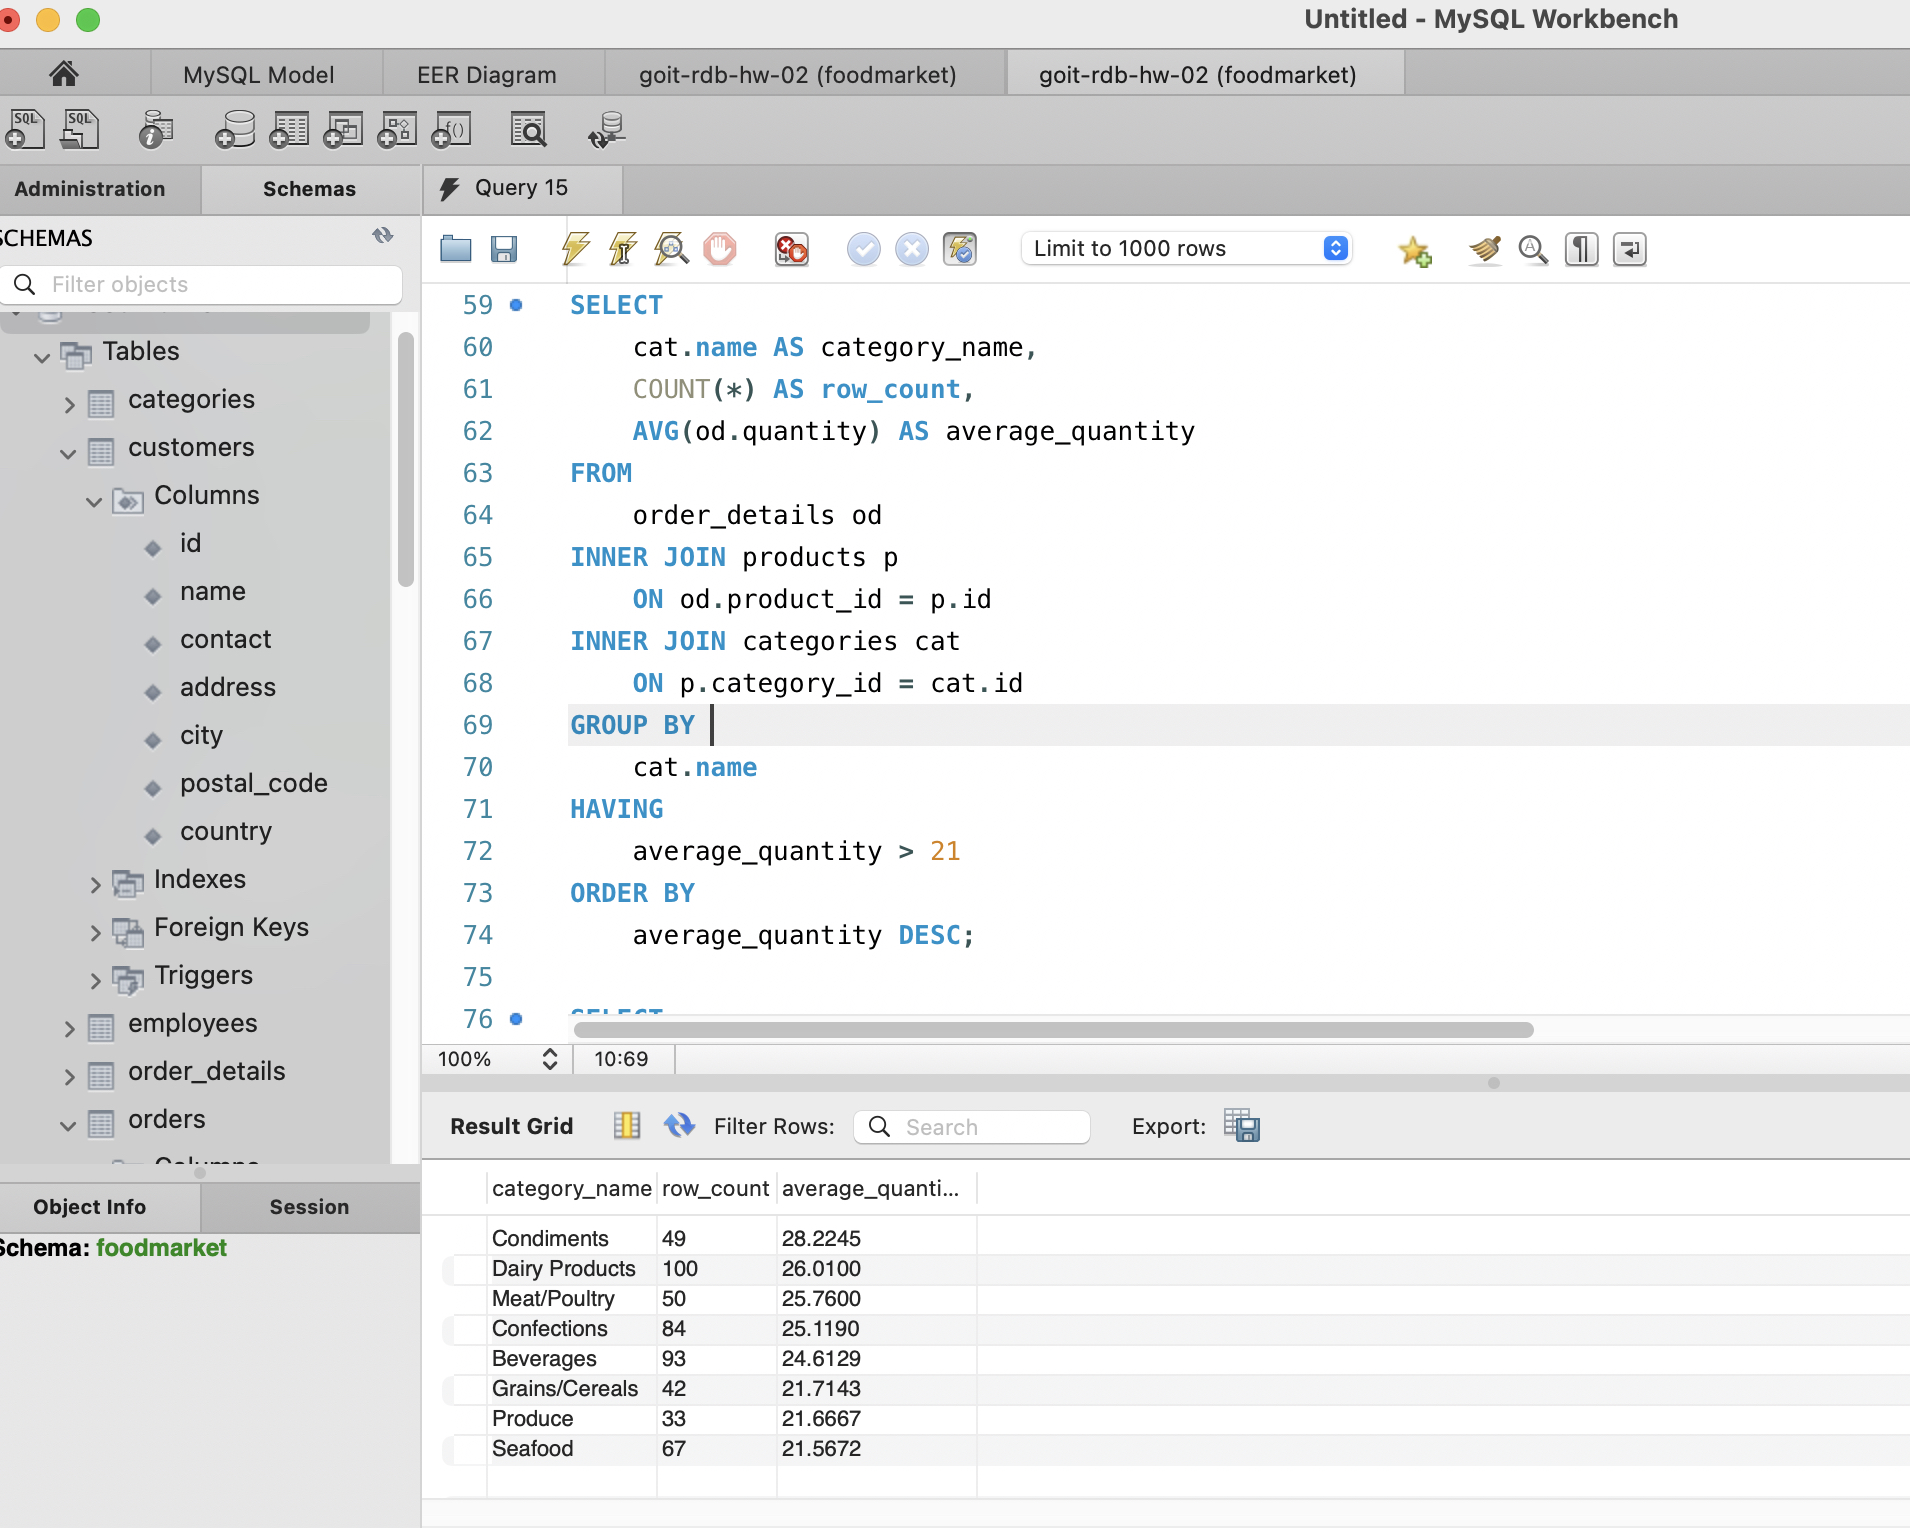 Untitled - MySQL Workbench
MySQL Model
EER Diagram
goit-rdb-hw-02 (foodmarket)
goit-rdb-hw-02 (foodmarket)
SQL
SQL
Administration
Schemas
Query 15
SCHEMAS
Limit to 1000 rows
Filter objects
Tables
categories
customers
Columns
id
name
contact
address
city
postal_code
country
Indexes
Foreign Keys
Triggers
employees
order_details
orders
Columns
59 SELECT
60 cat.name AS category_name,
61 COUNT(*) AS row_count,
62 AVG(od.quantity) AS average_quantity
63 FROM
64 order_details od
65 INNER JOIN products p
66 ON od.product_id = p.id
67 INNER JOIN categories cat
68 ON p.category_id = cat.id
69 GROUP BY
70 cat.name
71 HAVING
72 average_quantity > 21
73 ORDER BY
74 average_quantity DESC;
75
76 SELECT
100% 10:69
Result Grid Filter Rows: Search Export:
category_name row_count average_quanti...
Condiments 49 28.2245
Dairy Products 100 26.0100
Meat/Poultry 50 25.7600
Confections 84 25.1190
Beverages 93 24.6129
Grains/Cereals 42 21.7143
Produce 33 21.6667
Seafood 67 21.5672
Object Info
Session
Schema: foodmarket